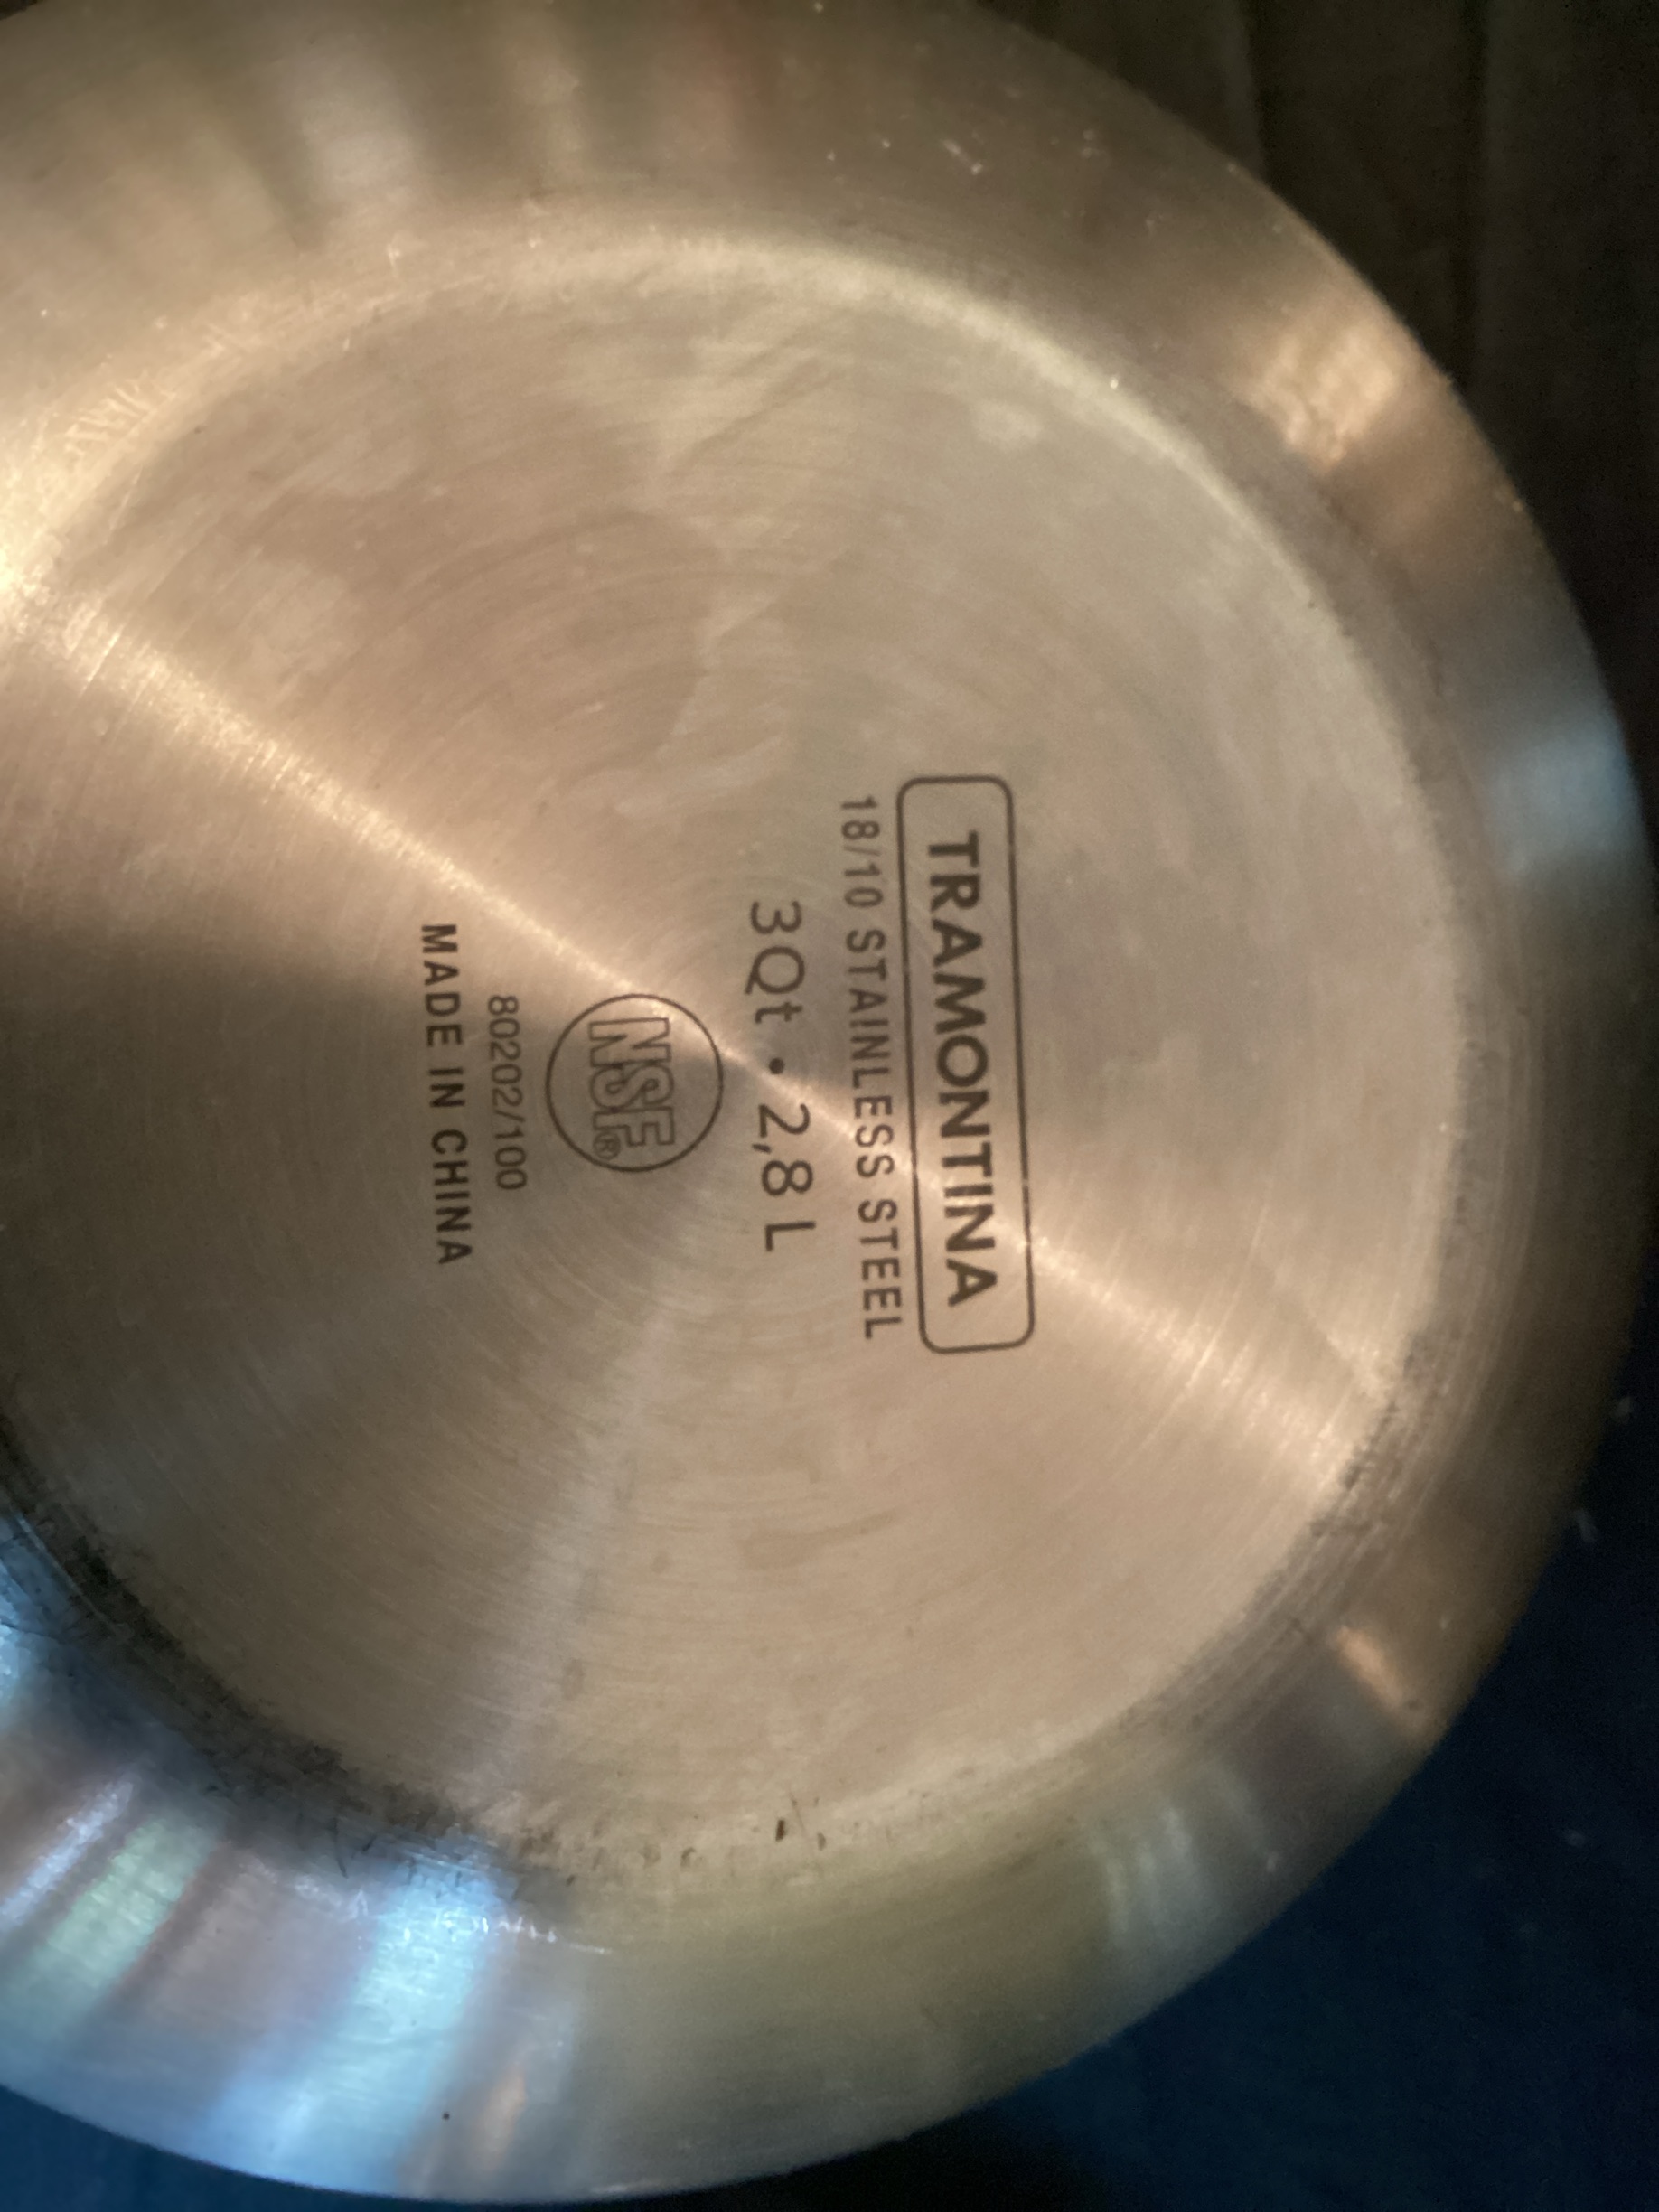 TRAMONTINA
18/10 STAINLESS STEEL
3Qt • 2,8 L
NSF®
80202/100
MADE IN CHINA